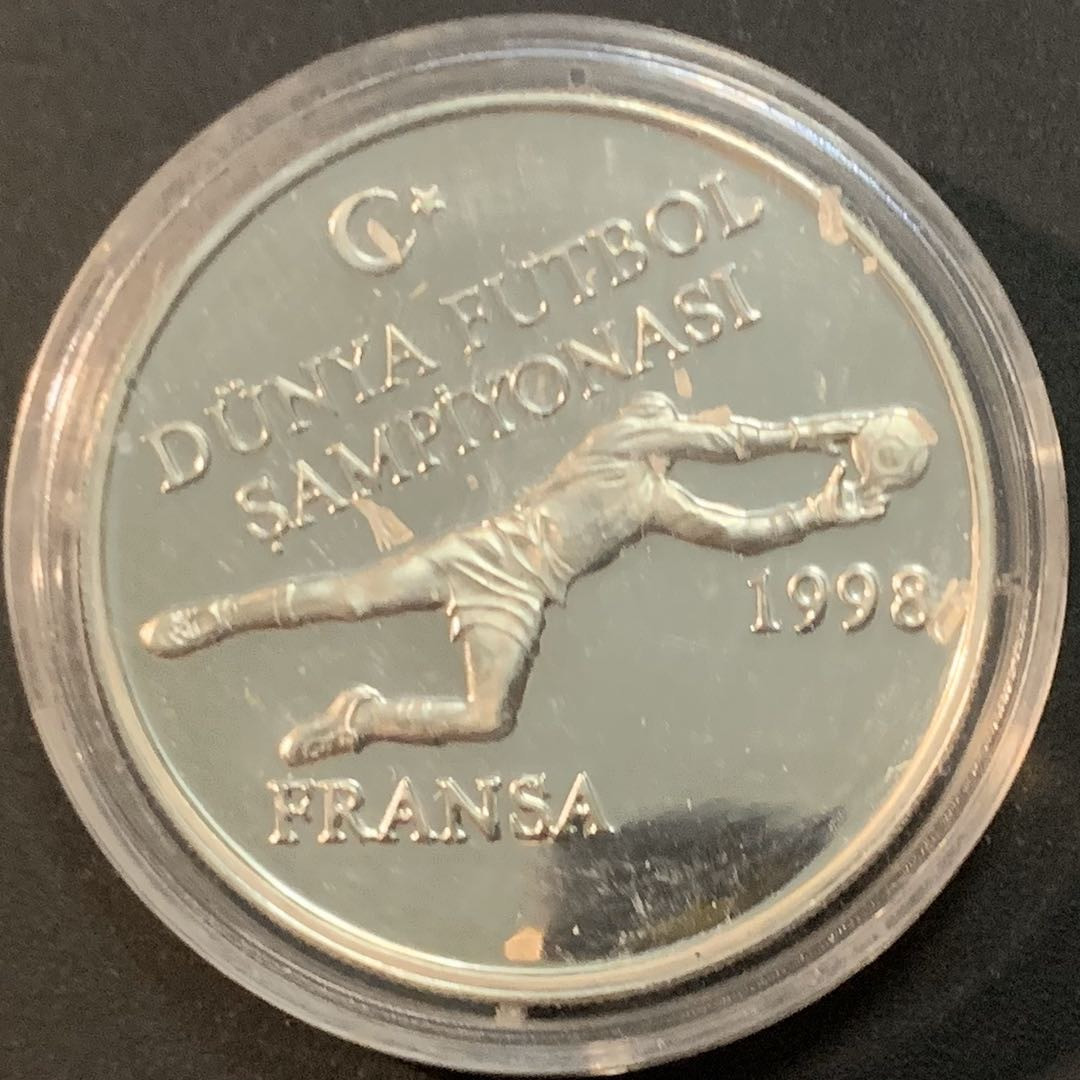 DÜNYA FUTBOL
ŞAMPİYONASI
1998
FRANSA